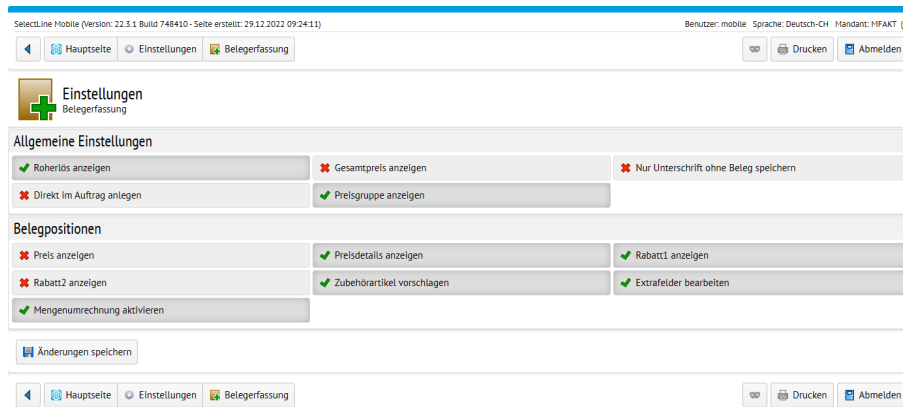 SelectLine Mobile (Version: 22.3.1 Build 748410 - Seite erstellt: 29.12.2022 09:24:11) Benutzer: mobile Sprache: Deutsch-CH Mandant: MFAKT
Hauptseite Einstellungen Belegerfassung Drucken Abmelden
Einstellungen
Belegerfassung
Allgemeine Einstellungen
Roherlös anzeigen Gesamtpreis anzeigen Nur Unterschrift ohne Beleg speichern
Direkt im Auftrag anlegen Preisgruppe anzeigen
Belegpositionen
Preis anzeigen Preisdetails anzeigen Rabatt1 anzeigen
Rabatt2 anzeigen Zubehörartikel vorschlagen Extrafelder bearbeiten
Mengenumrechnung aktivieren
Änderungen speichern
Hauptseite Einstellungen Belegerfassung Drucken Abmelden